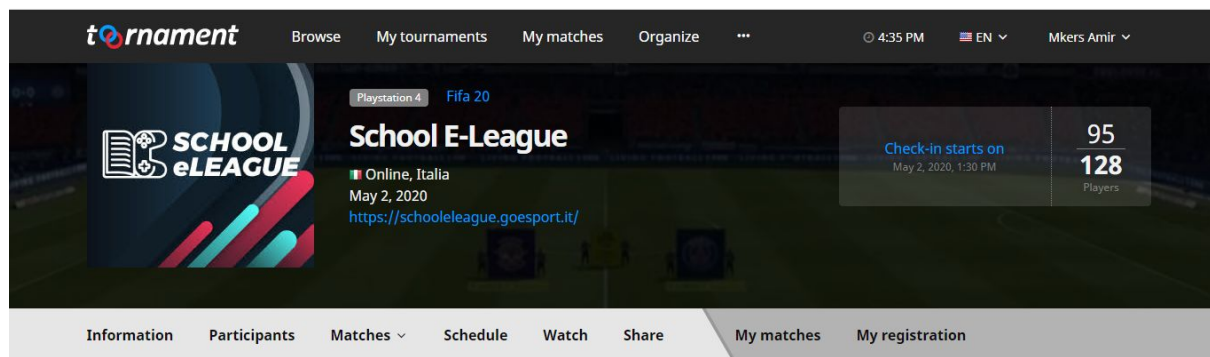 toornament Browse My tournaments My matches Organize ••• 4:35 PM EN Mkers Amir
Playstation 4 Fifa 20
School E-League
Online, Italia
May 2, 2020
https://schooleleague.goesport.it/
SCHOOL
eLEAGUE
Check-in starts on
May 2, 2020, 1:30 PM
95
128
Players
Information Participants Matches Schedule Watch Share My matches My registration